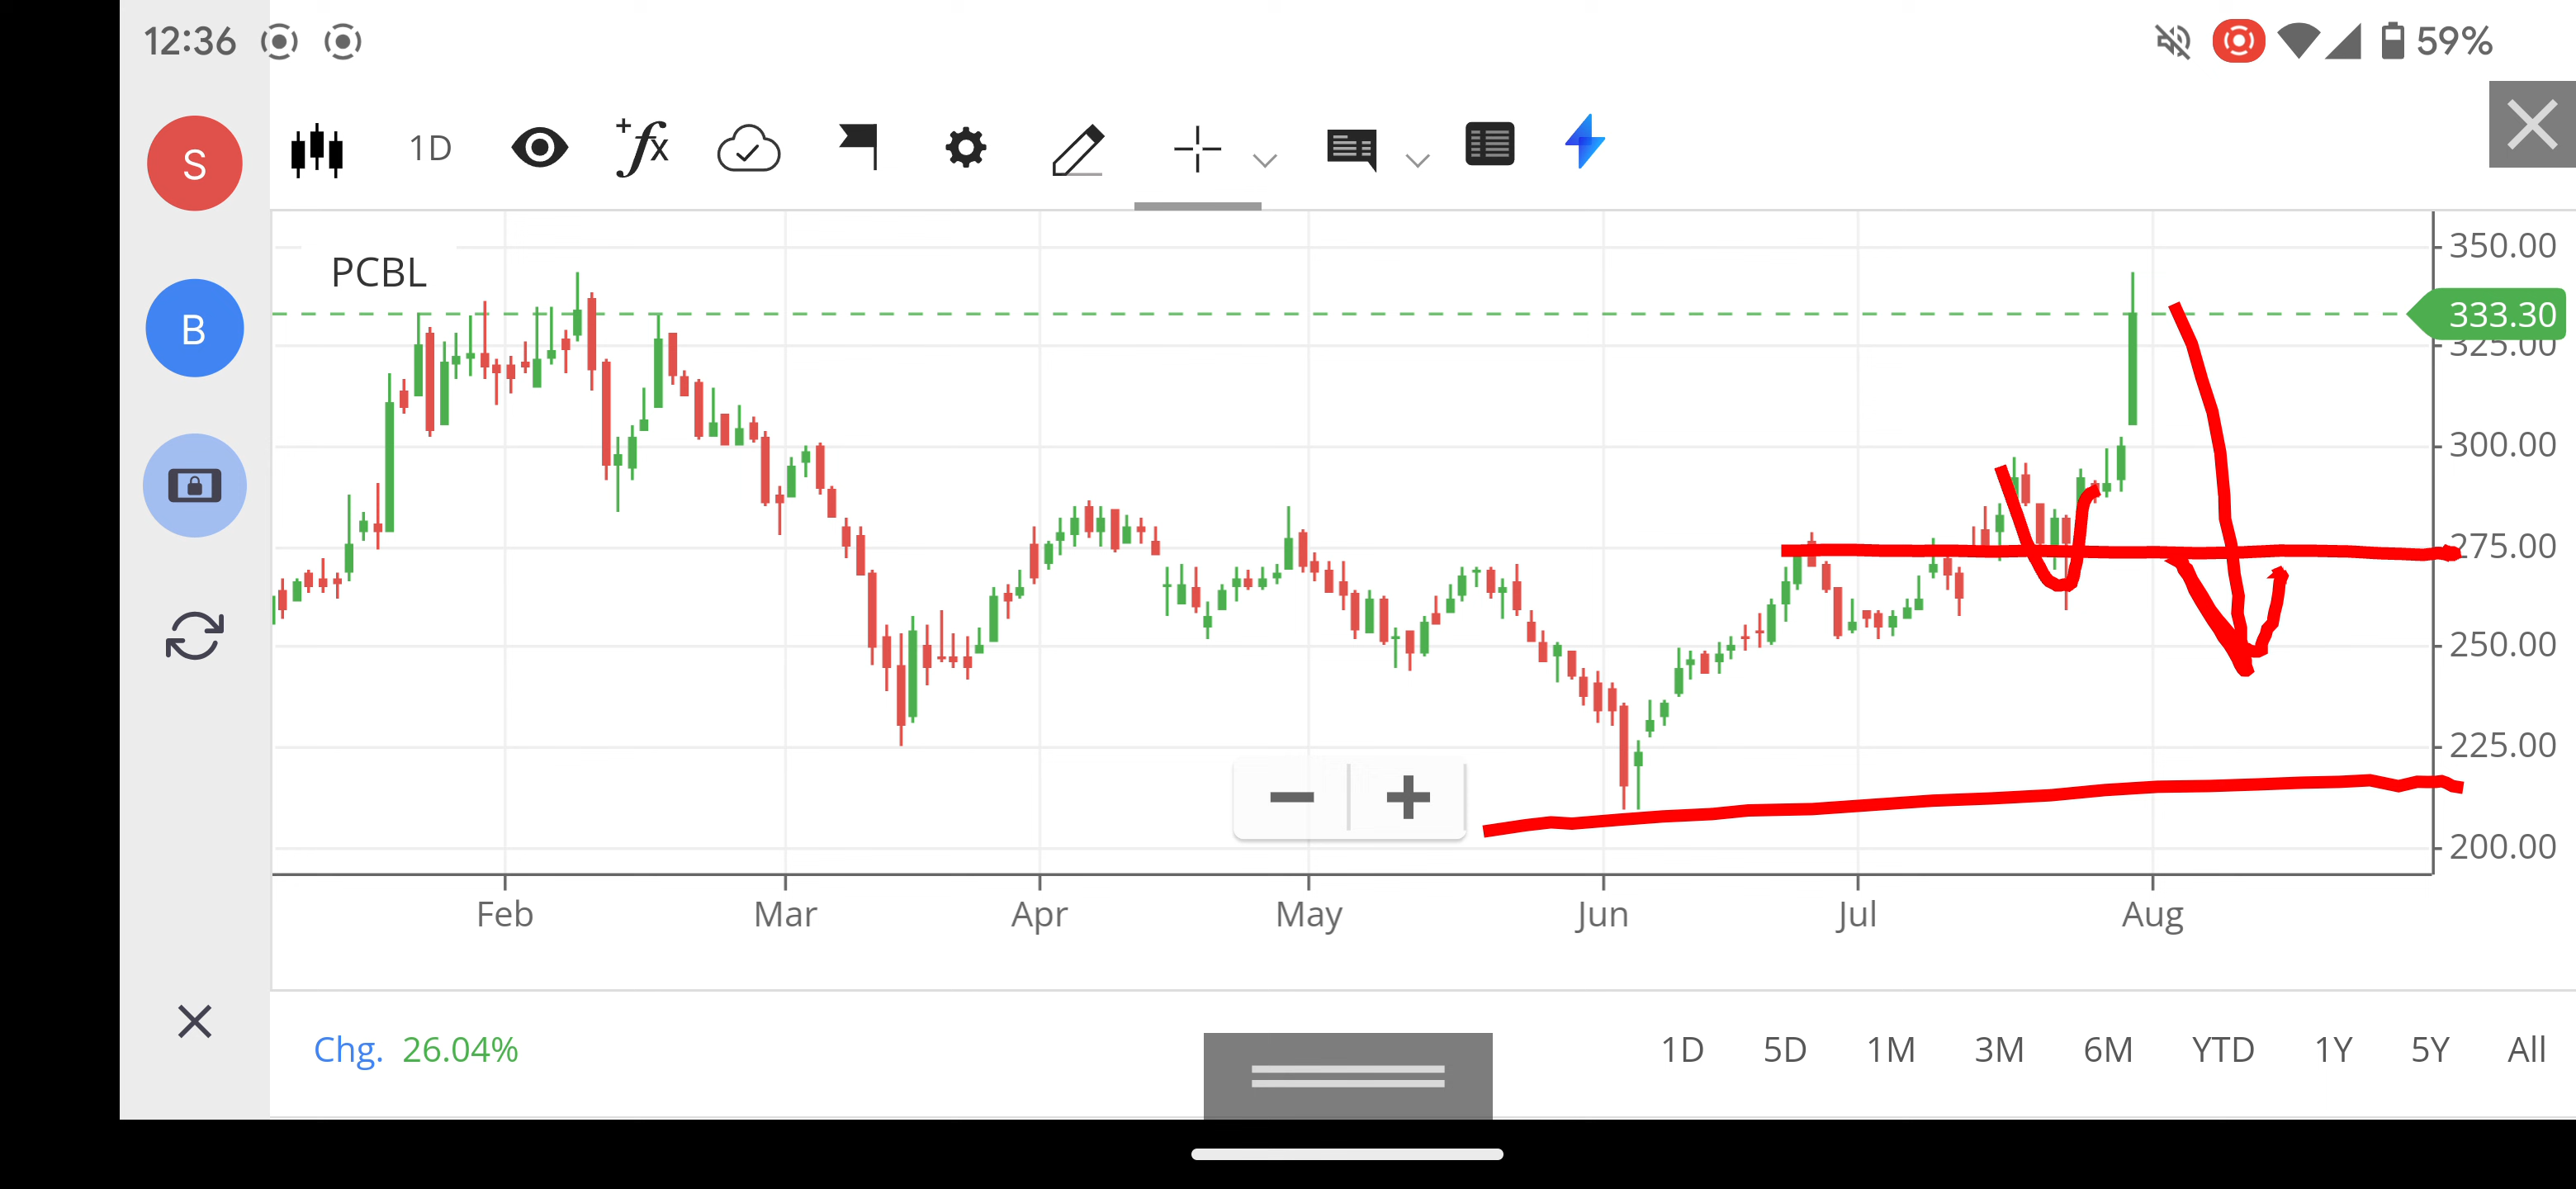 12:36
59%
S
1D
+fx
B
PCBL
350.00
333.30
325.00
300.00
275.00
250.00
225.00
200.00
− +
Feb Mar Apr May Jun Jul Aug
Chg. 26.04%
1D 5D 1M 3M 6M YTD 1Y 5Y All